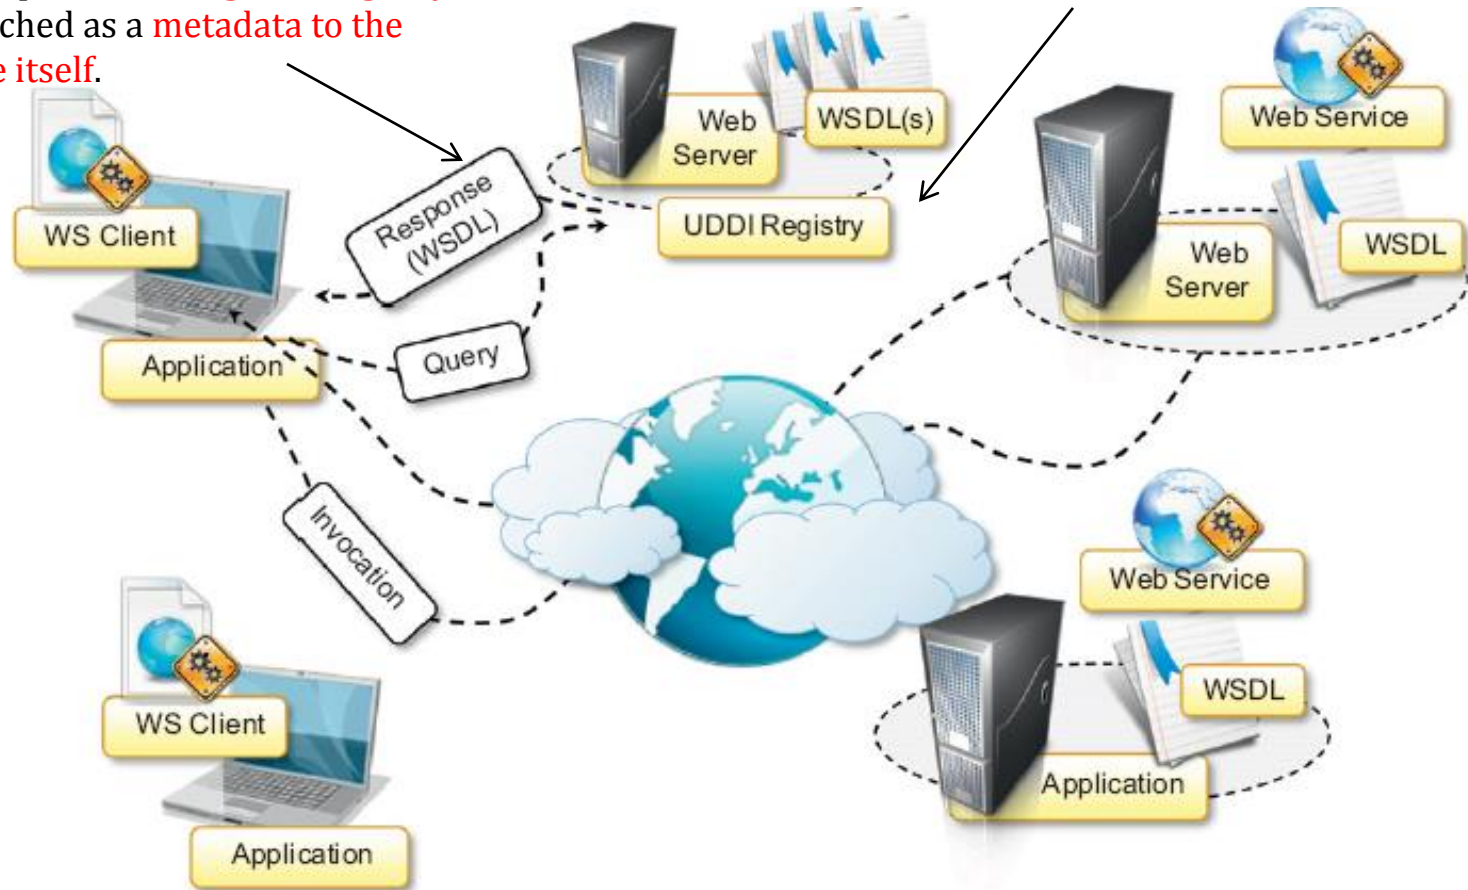 ched as a metadata to the
e itself.
Web
Server
WSDL(s)
UDDI Registry
Web Service
WSDL
Web
Server
WS Client
Application
Response
(WSDL)
Query
Invocation
WS Client
Application
Web Service
WSDL
Application